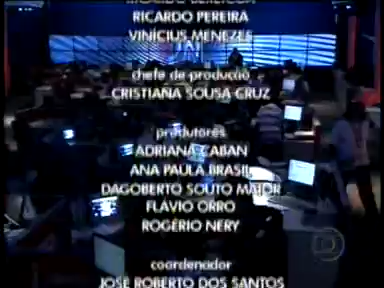 RICARDO PEREIRA
VINÍCIUS MENEZES
chefe de produção
CRISTIANA SOUSA CRUZ
produtores
ADRIANA CABAN
ANA PAULA BRASIL
DAGOBERTO SOUTO MAIOR
FLÁVIO ORRO
ROGÉRIO NERY
coordenador
JOSÉ ROBERTO DOS SANTOS